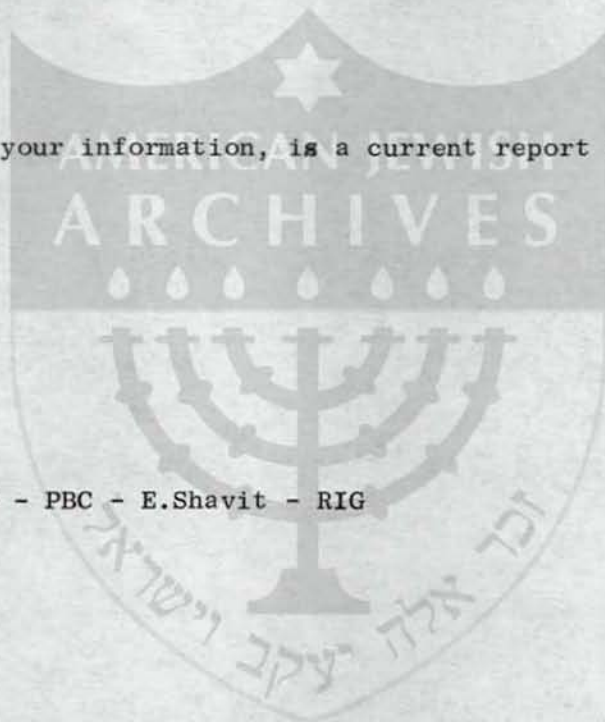 your information, is a current report
AMERICAN JEWISH
ARCHIVES
- PBC - E.Shavit - RIG
זכר אלה יעקב וישראל